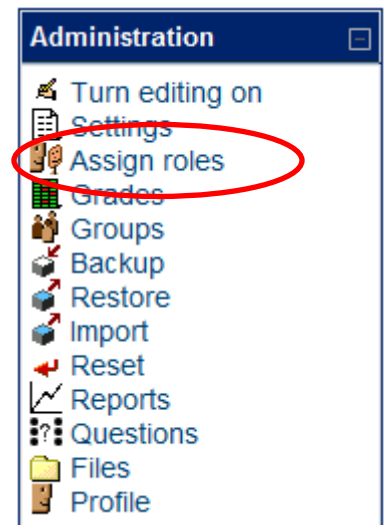 Administration
Turn editing on
Settings
Assign roles
Grades
Groups
Backup
Restore
Import
Reset
Reports
Questions
Files
Profile